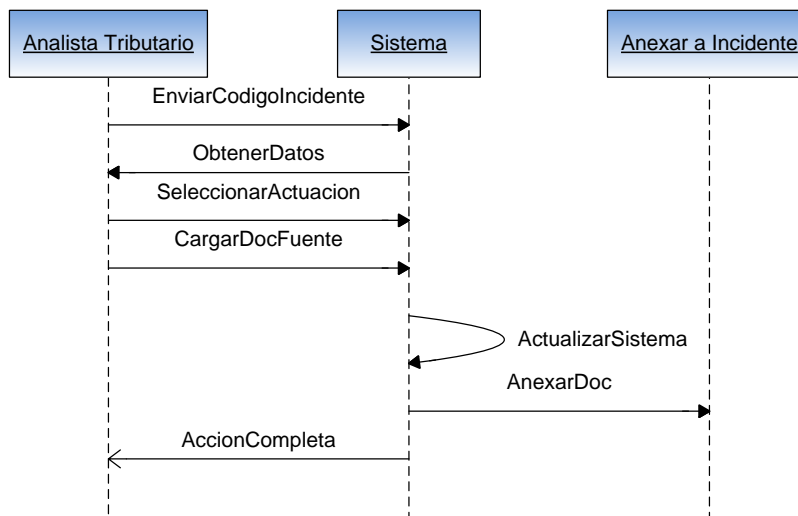 Analista Tributario
Sistema
Anexar a Incidente
EnviarCodigoIncidente
ObtenerDatos
SeleccionarActuacion
CargarDocFuente
ActualizarSistema
AnexarDoc
AccionCompleta